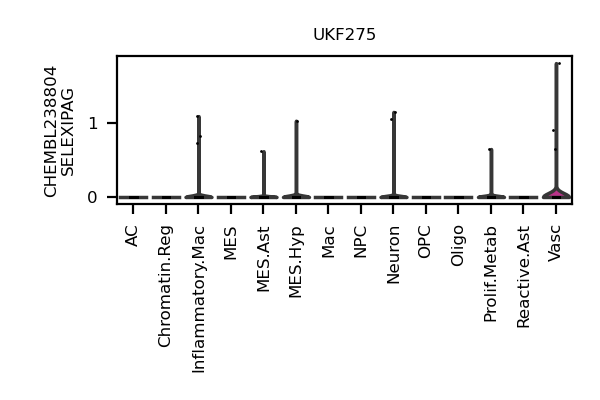 UKF275
CHEMBL238804
SELEXIPAG
1
0
AC
Chromatin.Reg
Inflammatory.Mac
MES
MES.Ast
MES.Hyp
Mac
NPC
Neuron
OPC
Oligo
Prolif.Metab
Reactive.Ast
Vasc